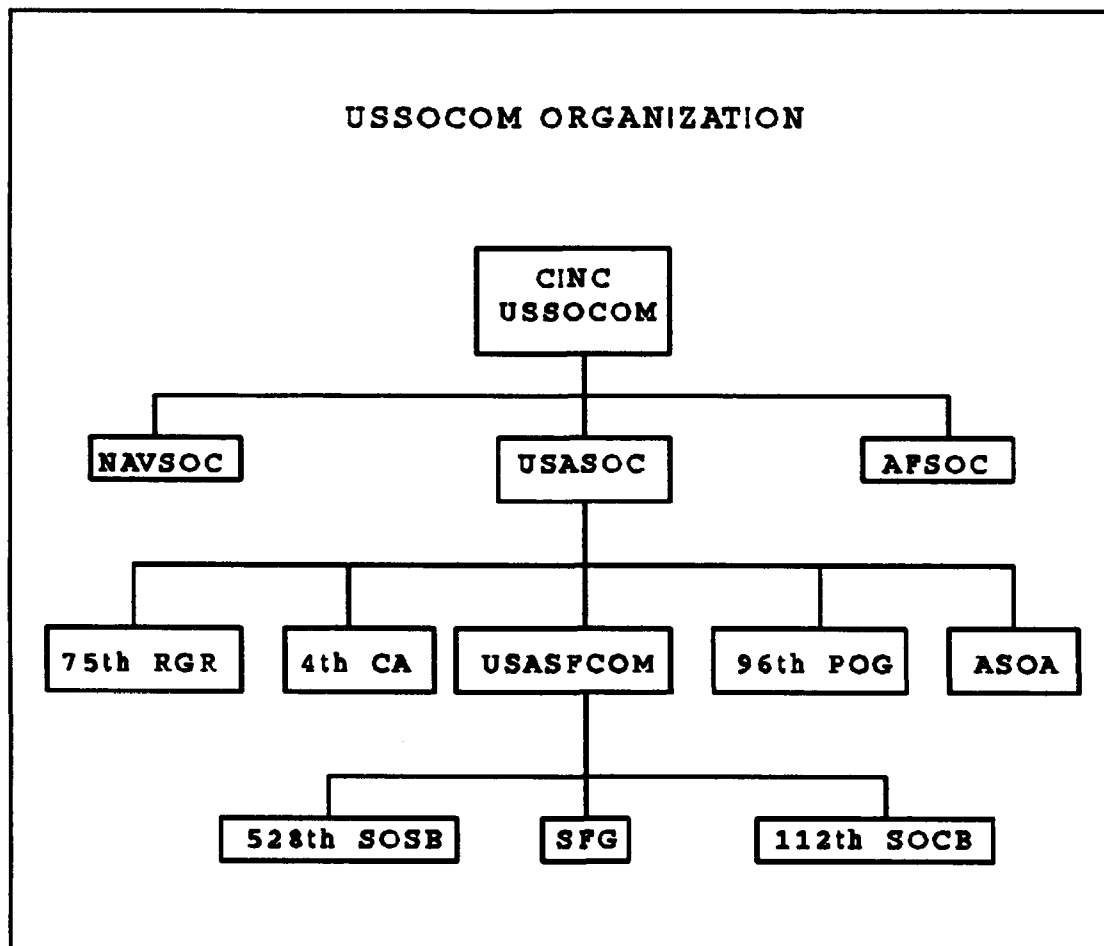 USSOCOM ORGANIZATION
CINC
USSOCOM
NAVSOC
USASOC
AFSOC
75th RGR
4th CA
USASFCOM
96th POG
ASOA
528th SOSB
SFG
112th SOCB